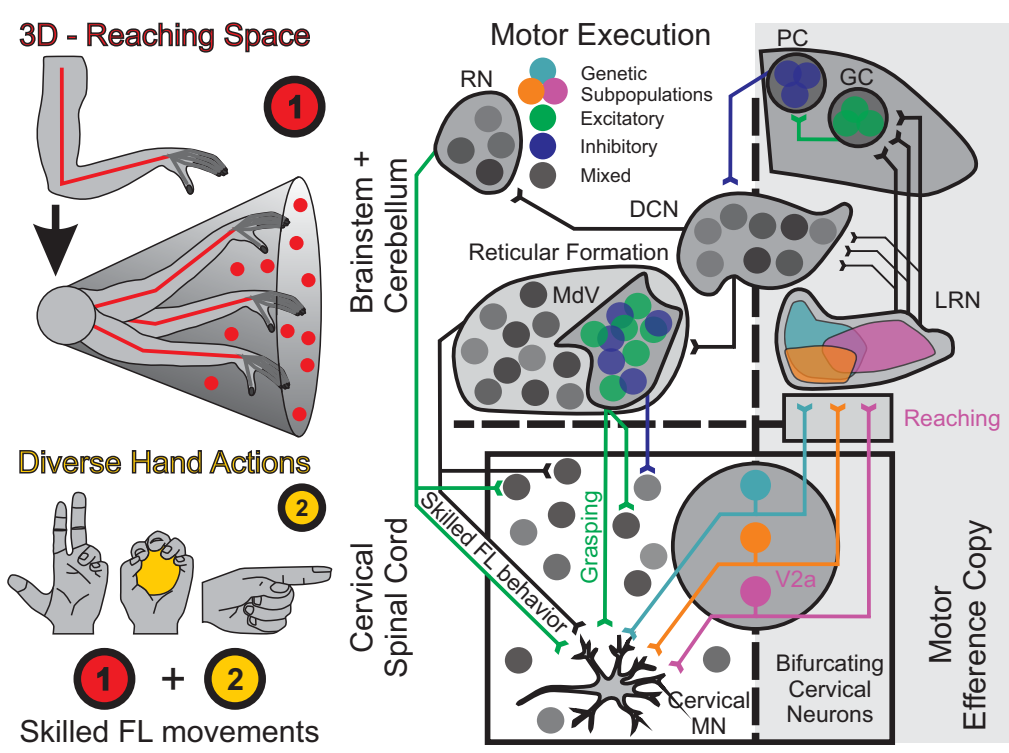 3D - Reaching Space
1
Diverse Hand Actions
2
1 + 2
Skilled FL movements
Motor Execution
RN
Genetic
Subpopulations
Excitatory
Inhibitory
Mixed
PC
GC
Brainstem +
Cerebellum
DCN
Reticular Formation
MdV
LRN
Reaching
Cervical
Spinal Cord
Skilled FL behavior
Grasping
V2a
Cervical
MN
Bifurcating
Cervical
Neurons
Motor
Efference Copy